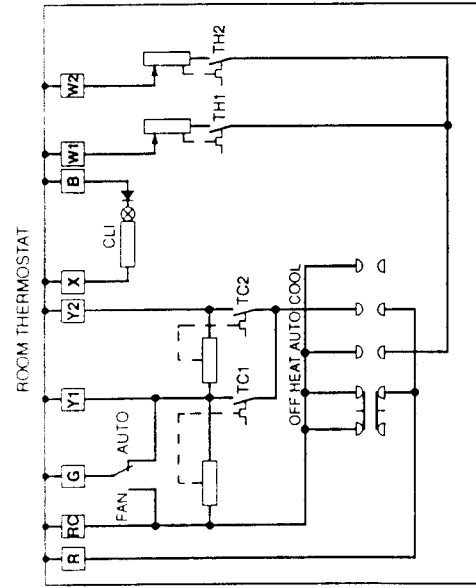 ROOM THERMOSTAT
R
RC
G
Y1
Y2
X
B
W1
W2
FAN
AUTO
CLI
TC1
TC2
TH1
TH2
OFF HEAT AUTO COOL